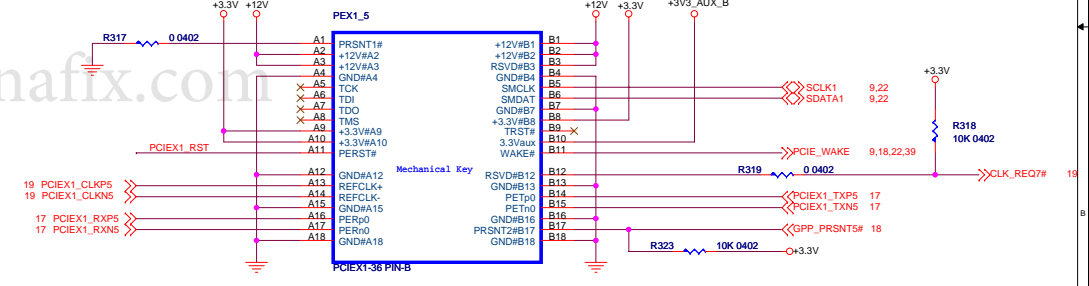 +3.3V +12V +12V +3.3V +3V3_AUX_B
PEX1_5
R317 0 0402 A1 PRSNT1# +12V#B1 B1
A2 +12V#A2 +12V#B2 B2
A3 +12V#A3 RSVD#B3 B3
A4 GND#A4 GND#B4 B4
A5 TCK SMCLK B5 SCLK1 9,22
A6 TDI SMDAT B6 SDATA1 9,22
A7 TDO GND#B7 B7
A8 TMS +3.3V#B8 B8
A9 +3.3V#A9 TRST# B9
A10 +3.3V#A10 3.3Vaux B10
PCIEX1_RST A11 PERST# WAKE# B11 PCIE_WAKE 9,18,22,39
+3.3V
R318
10K 0402
Mechanical Key
R319 0 0402
A12 GND#A12 RSVD#B12 B12 CLK_REQ7# 19
19 PCIEX1_CLKP5 A13 REFCLK+ GND#B13 B13
19 PCIEX1_CLKN5 A14 REFCLK- PETp0 B14 PCIEX1_TXP5 17
A15 GND#A15 PETn0 B15 PCIEX1_TXN5 17
17 PCIEX1_RXP5 A16 PERp0 GND#B16 B16
17 PCIEX1_RXN5 A17 PERn0 PRSNT2#B17 B17 GPP_PRSNT5# 18
A18 GND#A18 GND#B18 B18
R323 10K 0402 +3.3V
PCIEX1-36 PIN-B
B
nafix.com